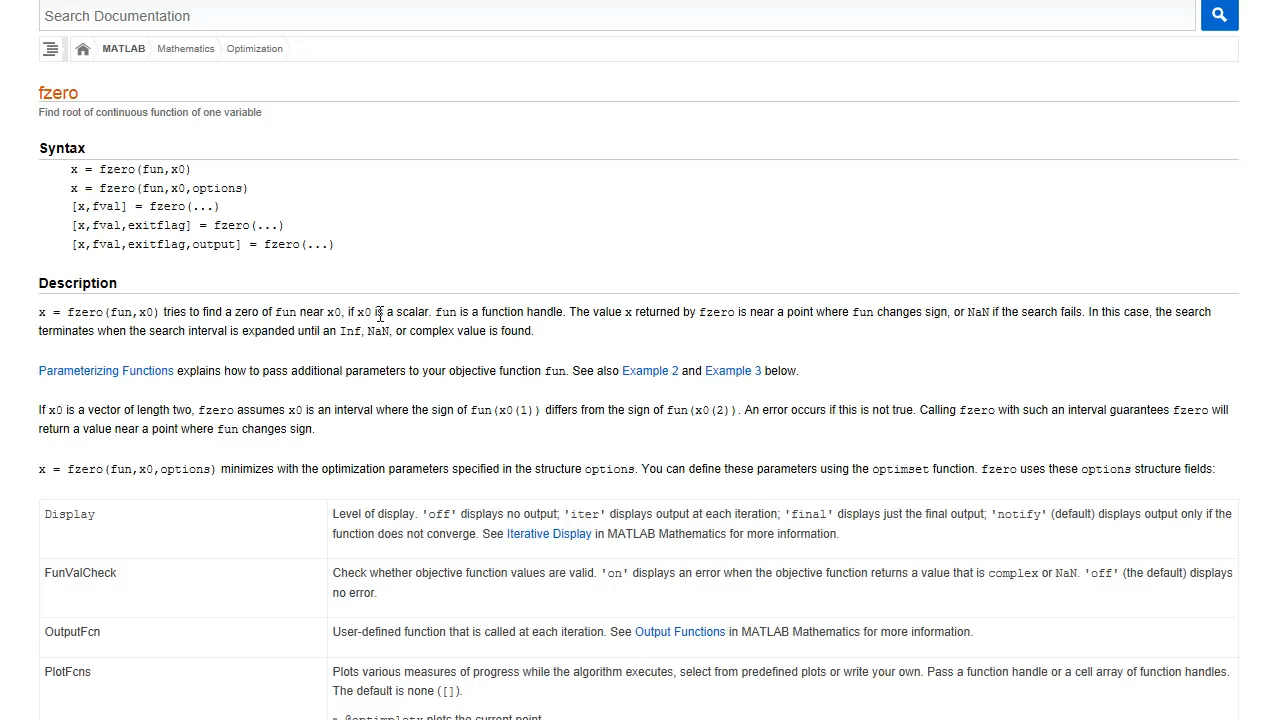 Search Documentation
MATLAB Mathematics Optimization
fzero
Find root of continuous function of one variable
Syntax
x = fzero(fun,x0)
x = fzero(fun,x0,options)
[x,fval] = fzero(...)
[x,fval,exitflag] = fzero(...)
[x,fval,exitflag,output] = fzero(...)
Description
x = fzero(fun,x0) tries to find a zero of fun near x0, if x0 is a scalar. fun is a function handle. The value x returned by fzero is near a point where fun changes sign, or NaN if the search fails. In this case, the search
terminates when the search interval is expanded until an Inf, NaN, or complex value is found.
Parameterizing Functions explains how to pass additional parameters to your objective function fun. See also Example 2 and Example 3 below.
If x0 is a vector of length two, fzero assumes x0 is an interval where the sign of fun(x0(1)) differs from the sign of fun(x0(2)). An error occurs if this is not true. Calling fzero with such an interval guarantees fzero will
return a value near a point where fun changes sign.
x = fzero(fun,x0,options) minimizes with the optimization parameters specified in the structure options. You can define these parameters using the optimset function. fzero uses these options structure fields:
Display
Level of display. 'off' displays no output; 'iter' displays output at each iteration; 'final' displays just the final output; 'notify' (default) displays output only if the
function does not converge. See Iterative Display in MATLAB Mathematics for more information.
FunValCheck
Check whether objective function values are valid. 'on' displays an error when the objective function returns a value that is complex or NaN. 'off' (the default) displays
no error.
OutputFcn
User-defined function that is called at each iteration. See Output Functions in MATLAB Mathematics for more information.
PlotFcns
Plots various measures of progress while the algorithm executes, select from predefined plots or write your own. Pass a function handle or a cell array of function handles.
The default is none ([]).
@optimplotx plots the current point